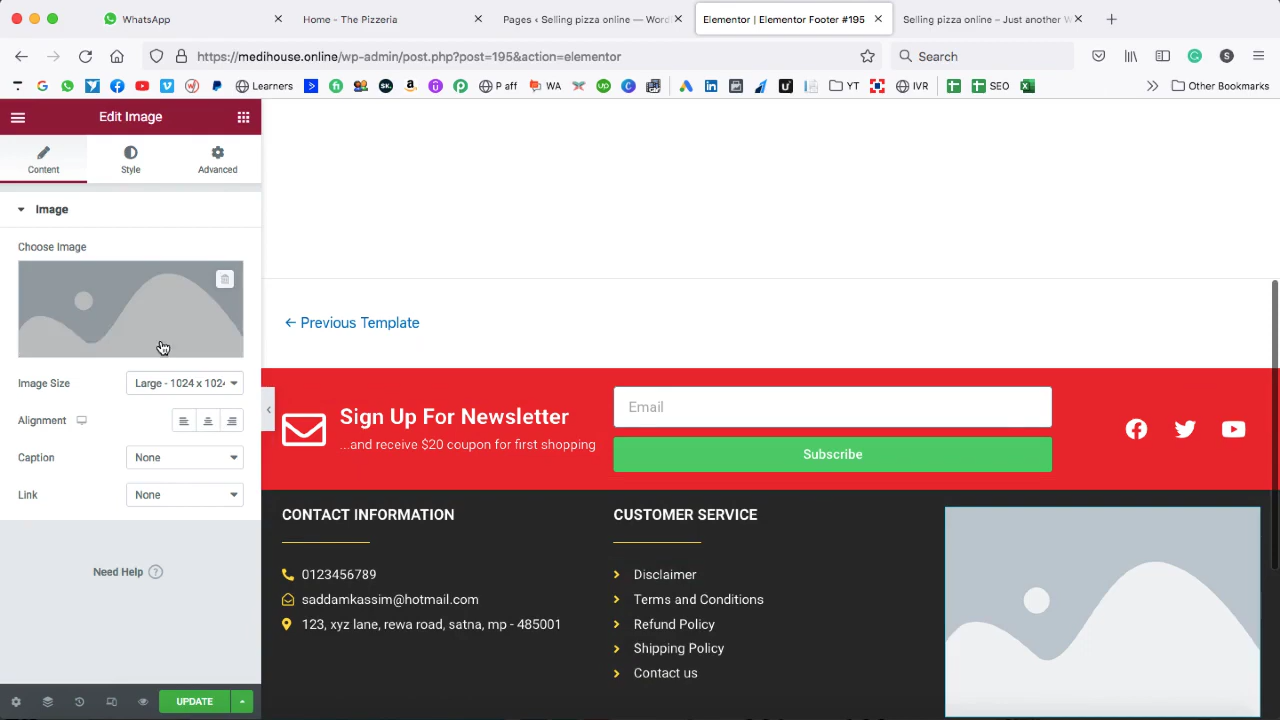 WhatsApp
Home - The Pizzeria
Pages ‹ Selling pizza online — Word
Elementor | Elementor Footer #195
Selling pizza online – Just another W
https://medihouse.online/wp-admin/post.php?post=195&action=elementor
Search
Learners
P aff
WA
YT
IVR
SEO
Other Bookmarks
Edit Image
Content
Style
Advanced
Image
Choose Image
Image Size
Large - 1024 x 1024
Alignment
Caption
None
Link
None
Need Help
UPDATE
← Previous Template
Sign Up For Newsletter
...and receive $20 coupon for first shopping
Email
Subscribe
CONTACT INFORMATION
0123456789
saddamkassim@hotmail.com
123, xyz lane, rewa road, satna, mp - 485001
CUSTOMER SERVICE
Disclaimer
Terms and Conditions
Refund Policy
Shipping Policy
Contact us